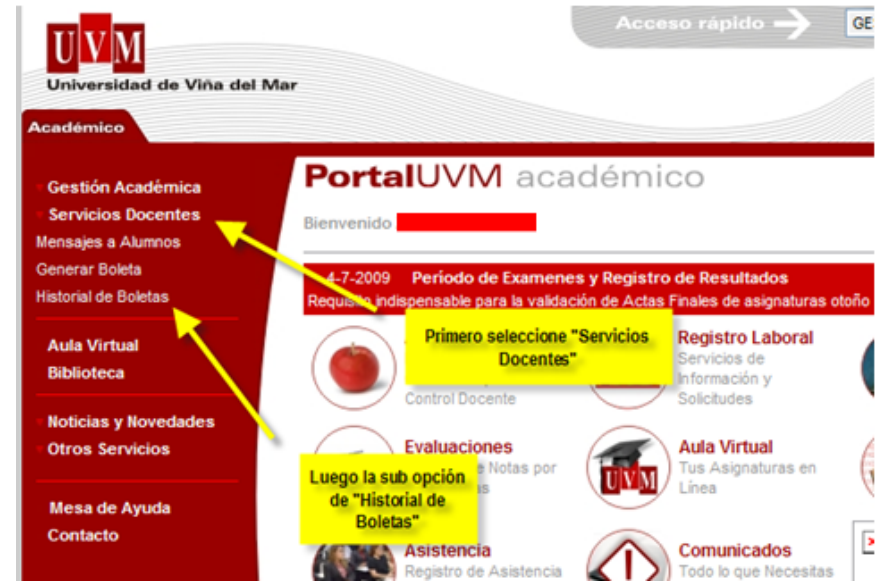 Acceso rápido
GE
UVM
Universidad de Viña del Mar
Académico
PortalUVM académico
Bienvenido
Gestión Académica
Servicios Docentes
Mensajes a Alumnos
Generar Boleta
Historial de Boletas
Aula Virtual
Biblioteca
Noticias y Novedades
Otros Servicios
Mesa de Ayuda
Contacto
4-7-2009 Período de Examenes y Registro de Resultados
Requisito indispensable para la validación de Actas Finales de asignaturas otoño
Primero seleccione "Servicios
Docentes"
Control Docente
Registro Laboral
Servicios de
Información y
Solicitudes
Evaluaciones
Notas por
Luego la sub opción
de "Historial de
Boletas"
UVM
Aula Virtual
Tus Asignaturas en
Línea
Asistencia
Registro de Asistencia
Comunicados
Todo lo que Necesitas